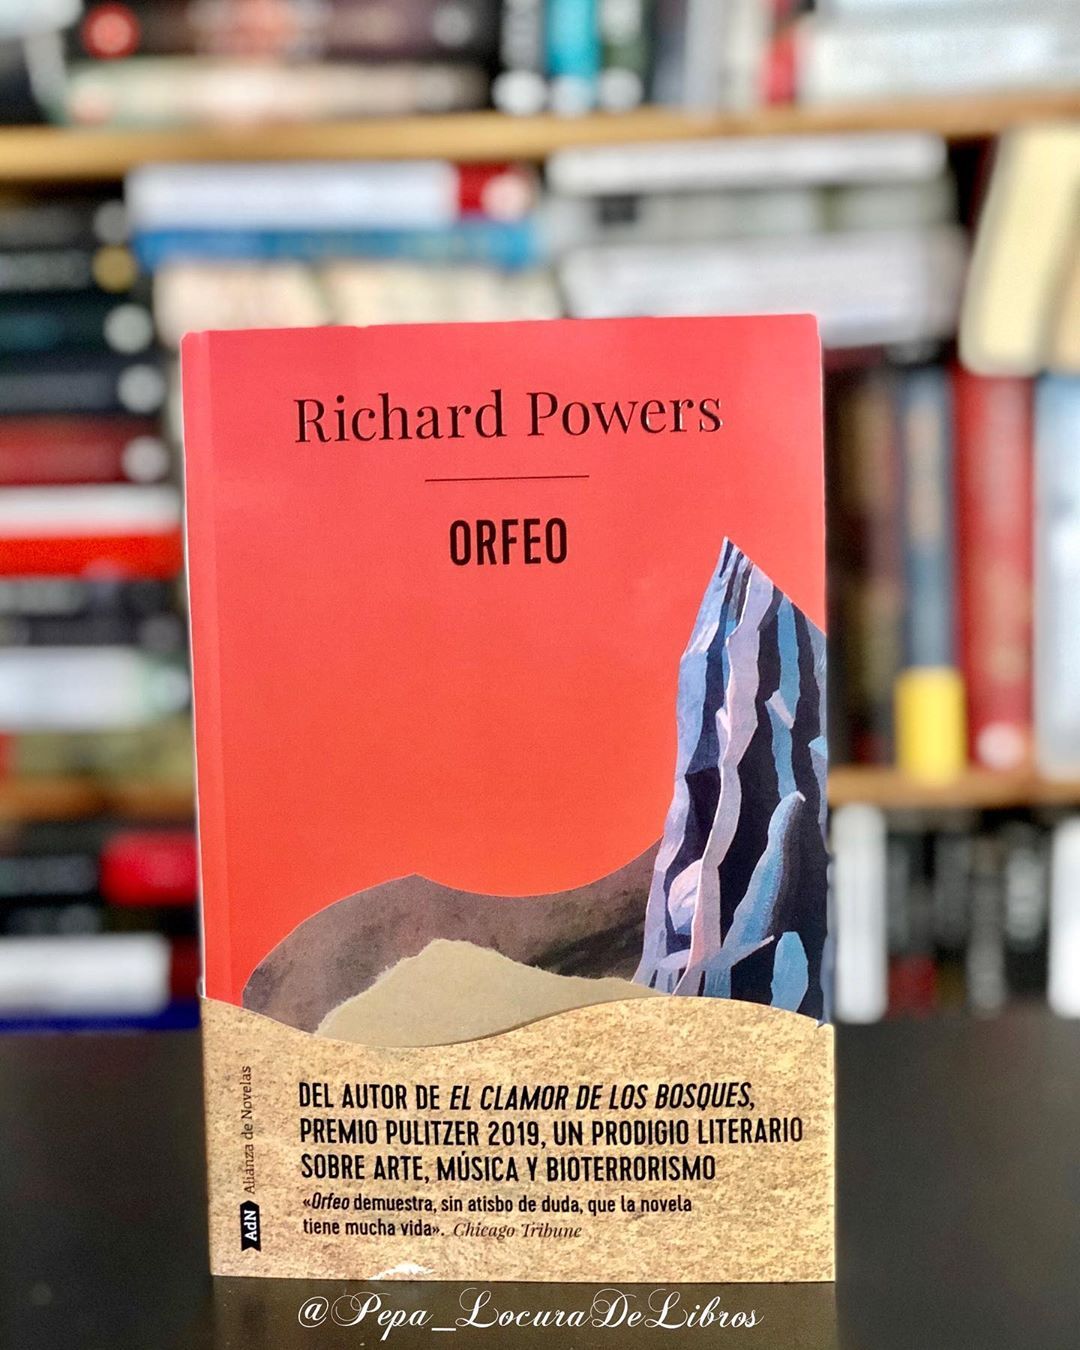 Richard Powers
ORFEO
DEL AUTOR DE EL CLAMOR DE LOS BOSQUES,
PREMIO PULITZER 2019, UN PRODIGIO LITERARIO
SOBRE ARTE, MÚSICA Y BIOTERRORISMO
«Orfeo demuestra, sin atisbo de duda, que la novela
tiene mucha vida». Chicago Tribune
AdN Alianza de Novelas
@Pepa_LocuraDeLibros